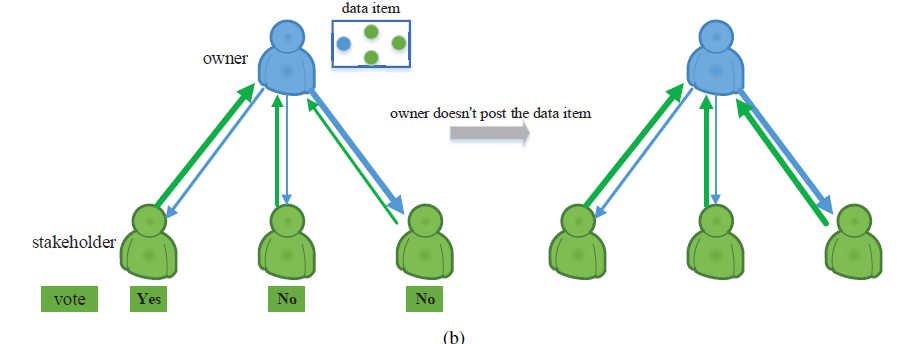 data item
owner
owner doesn't post the data item
stakeholder
vote
Yes
No
No
(b)